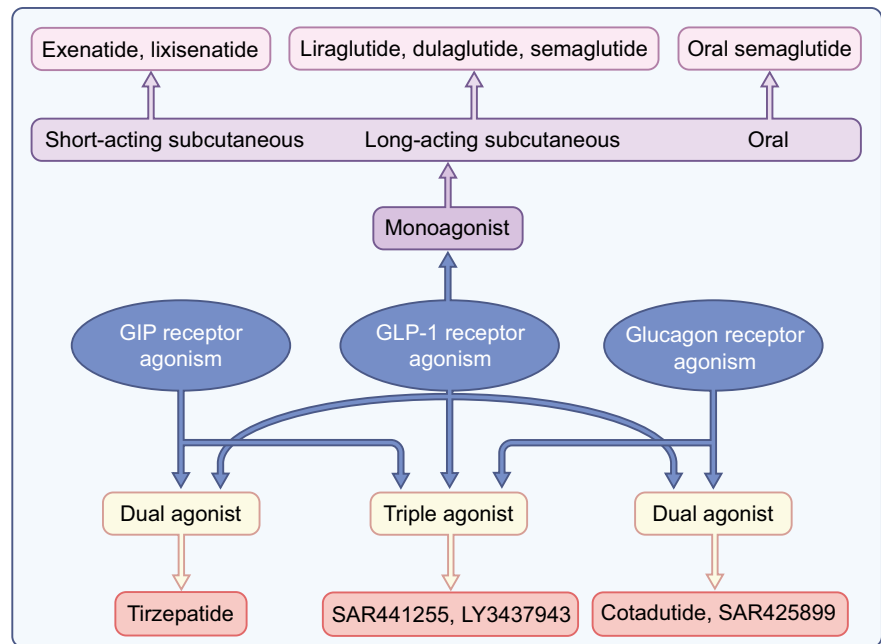 Exenatide, lixisenatide
Liraglutide, dulaglutide, semaglutide
Oral semaglutide
Short-acting subcutaneous
Long-acting subcutaneous
Oral
Monoagonist
GIP receptor
agonism
GLP-1 receptor
agonism
Glucagon receptor
agonism
Dual agonist
Triple agonist
Dual agonist
Tirzepatide
SAR441255, LY3437943
Cotadutide, SAR425899